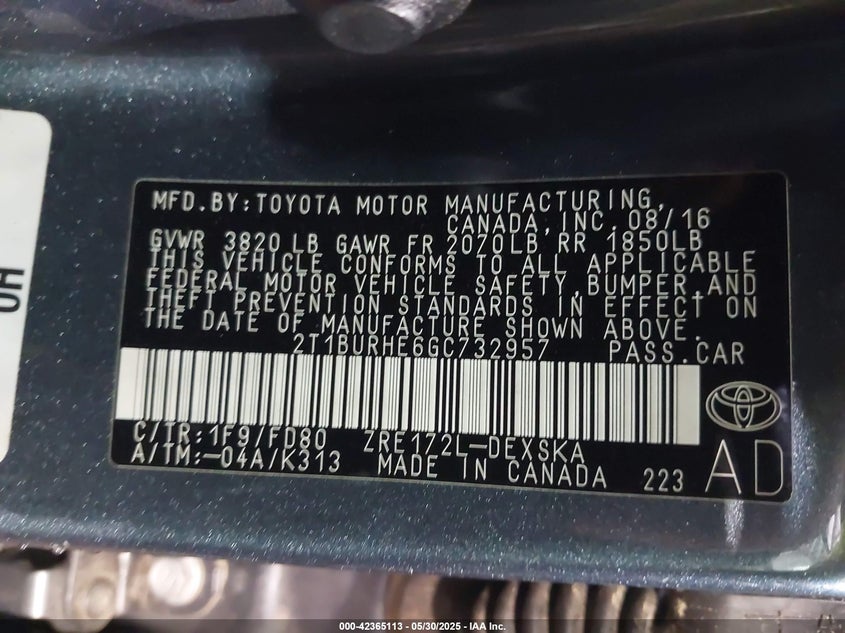 MFD.BY:TOYOTA MOTOR MANUFACTURING,
CANADA,INC. 08/16
GVWR 3820 LB GAWR FR 2070LB RR 1850LB
THIS VEHICLE CONFORMS TO ALL APPLICABLE
FEDERAL MOTOR VEHICLE SAFETY,BUMPER,AND
THEFT PREVENTION STANDARDS IN EFFECT ON
THE DATE OF MANUFACTURE SHOWN ABOVE.
2T1BURHE6GC732957 PASS.CAR
C/TR:1F9/FD80 ZRE172L-DEXSKA
A/TM:-04A/K313 MADE IN CANADA 223 AD
000-42365113 - 05/30/2025 - IAA Inc.